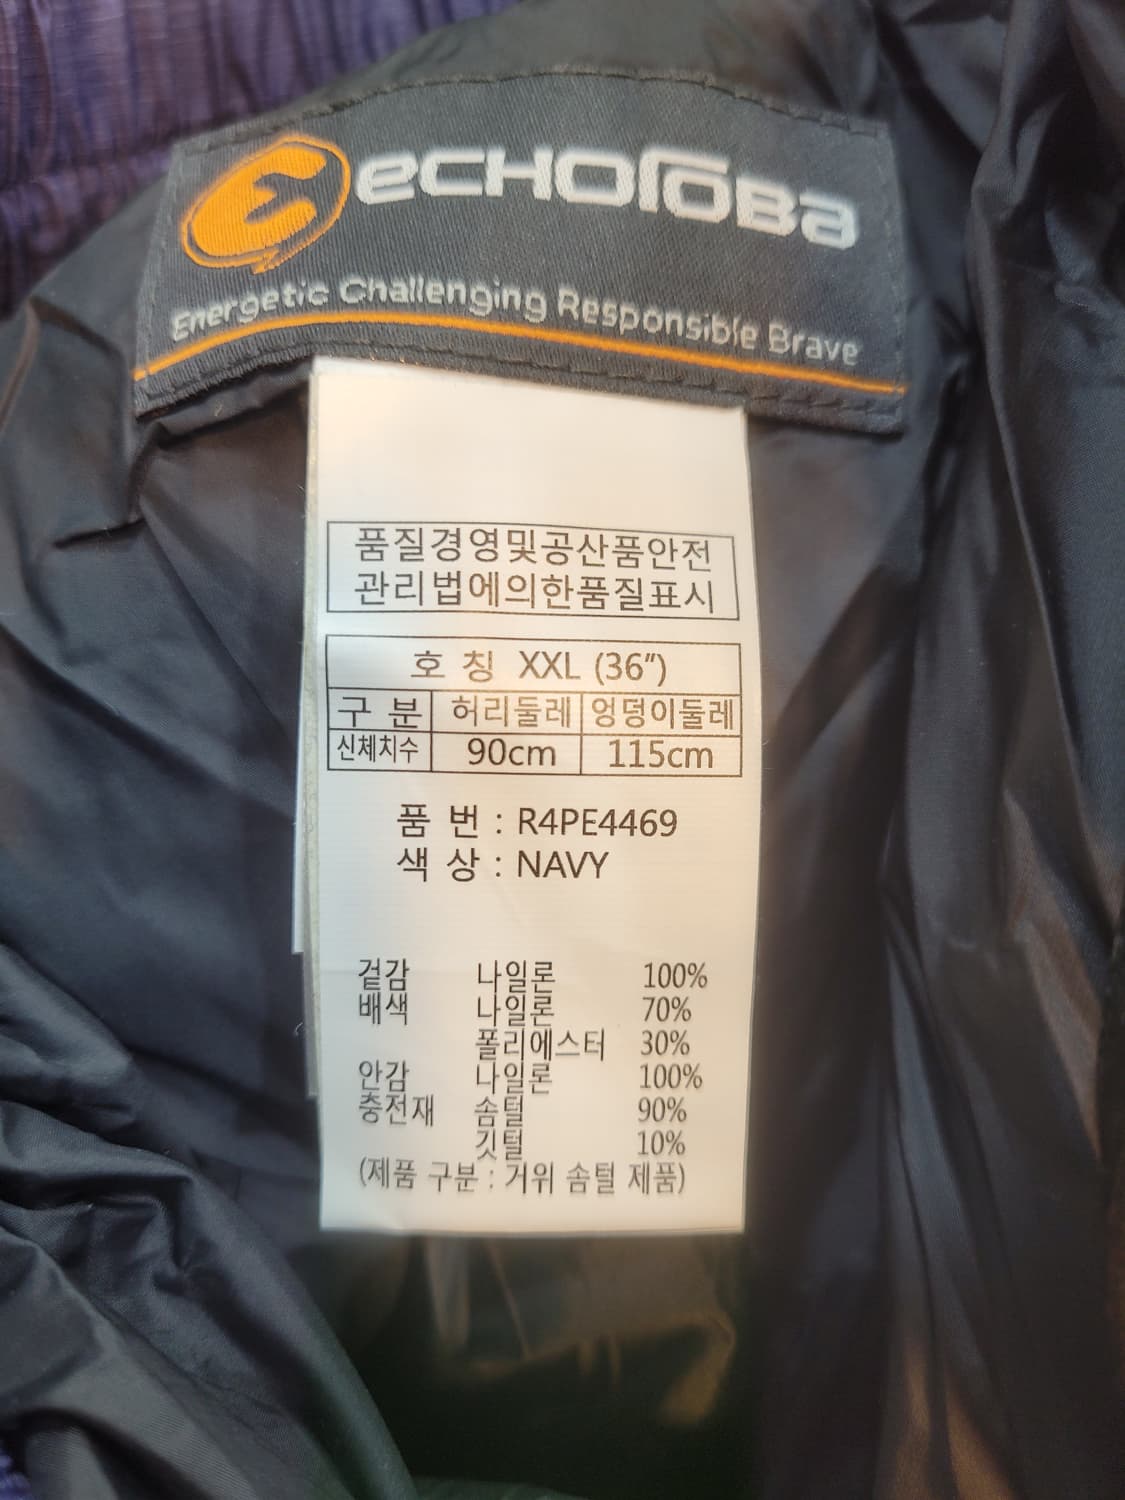 ecHoroBa
Energetic Challenging Responsible Brave
품질경영및공산품안전
관리법에의한품질표시
호 칭 XXL (36″)
구 분 허리둘레 엉덩이둘레
신체치수 90cm 115cm
품 번 : R4PE4469
색 상 : NAVY
겉감 나일론 100%
배색 나일론 70%
폴리에스터 30%
안감 나일론 100%
충전재 솜털 90%
깃털 10%
(제품 구분 : 거위 솜털 제품)